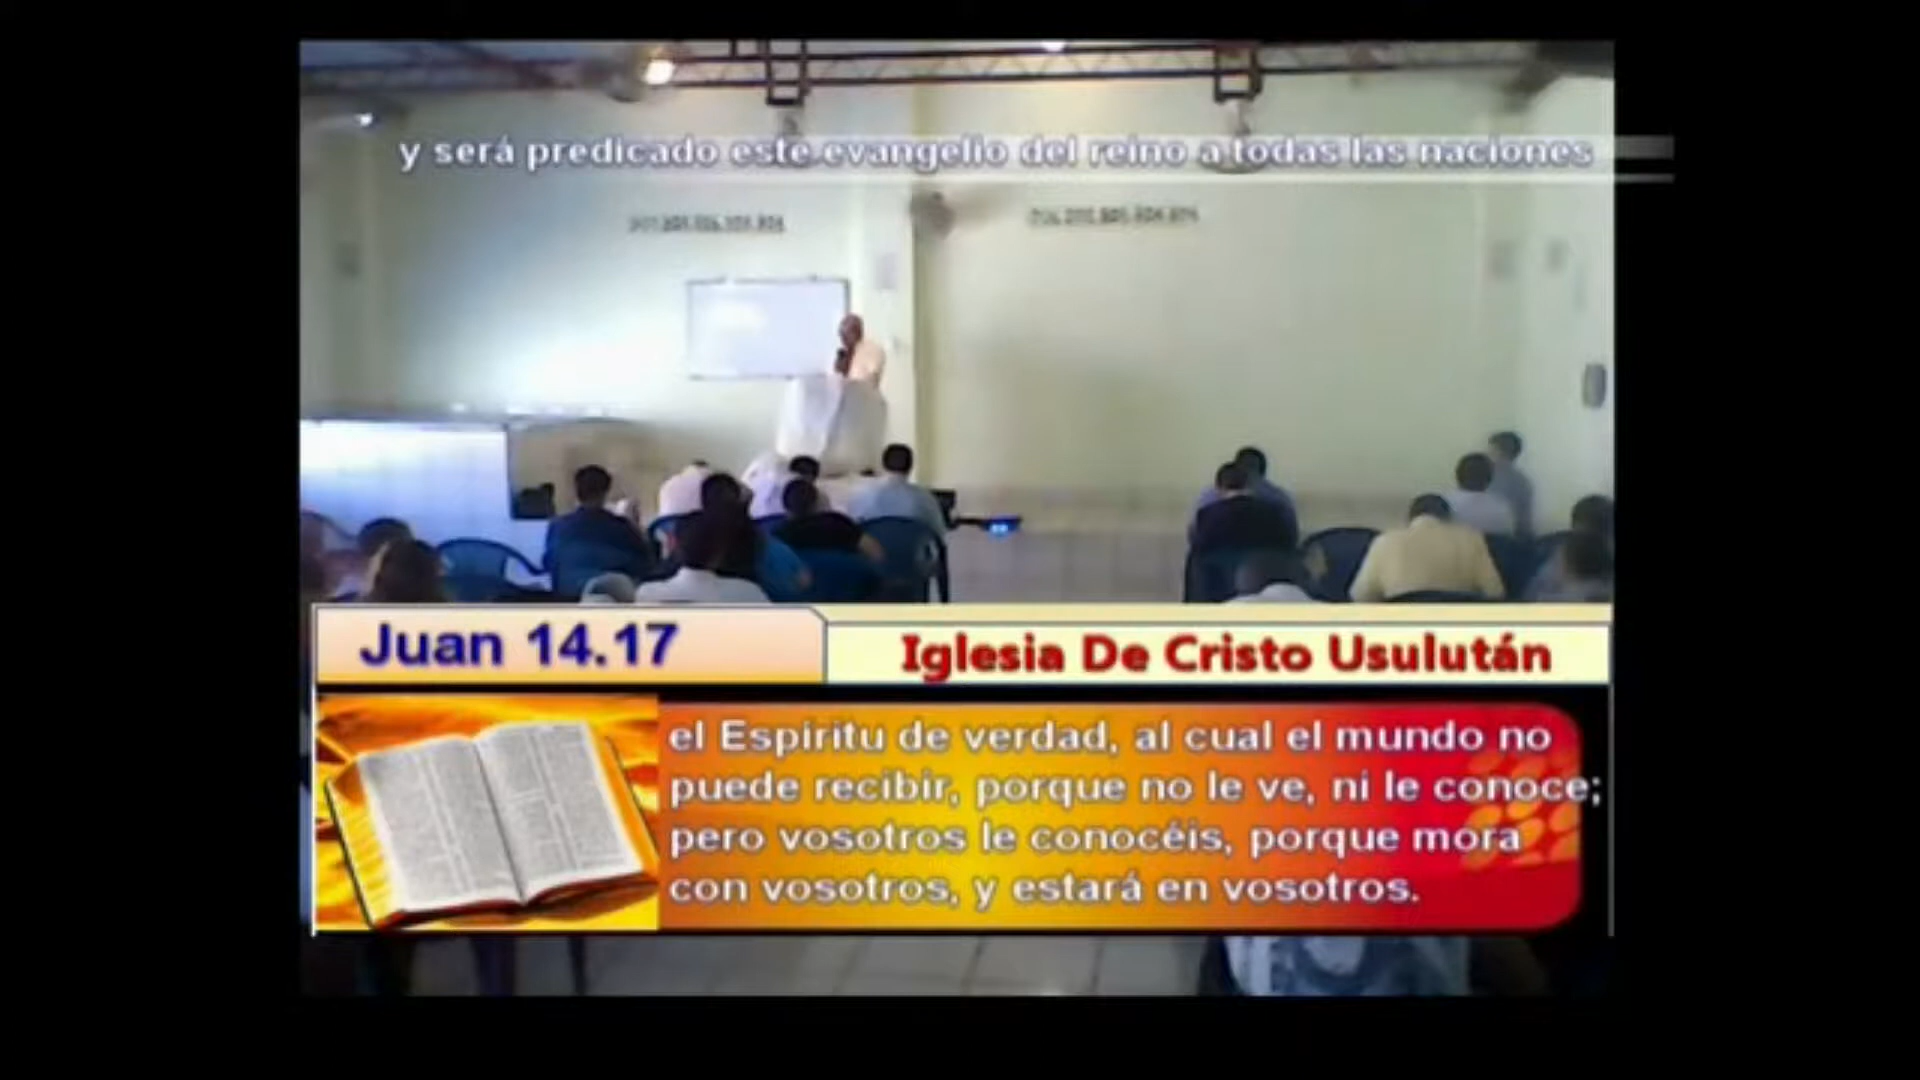 y será predicado este evangelio del reino a todas las naciones
Juan 14.17
Iglesia De Cristo Usulután
el Espíritu de verdad, al cual el mundo no
puede recibir, porque no le ve, ni le conoce;
pero vosotros le conocéis, porque mora
con vosotros, y estará en vosotros.